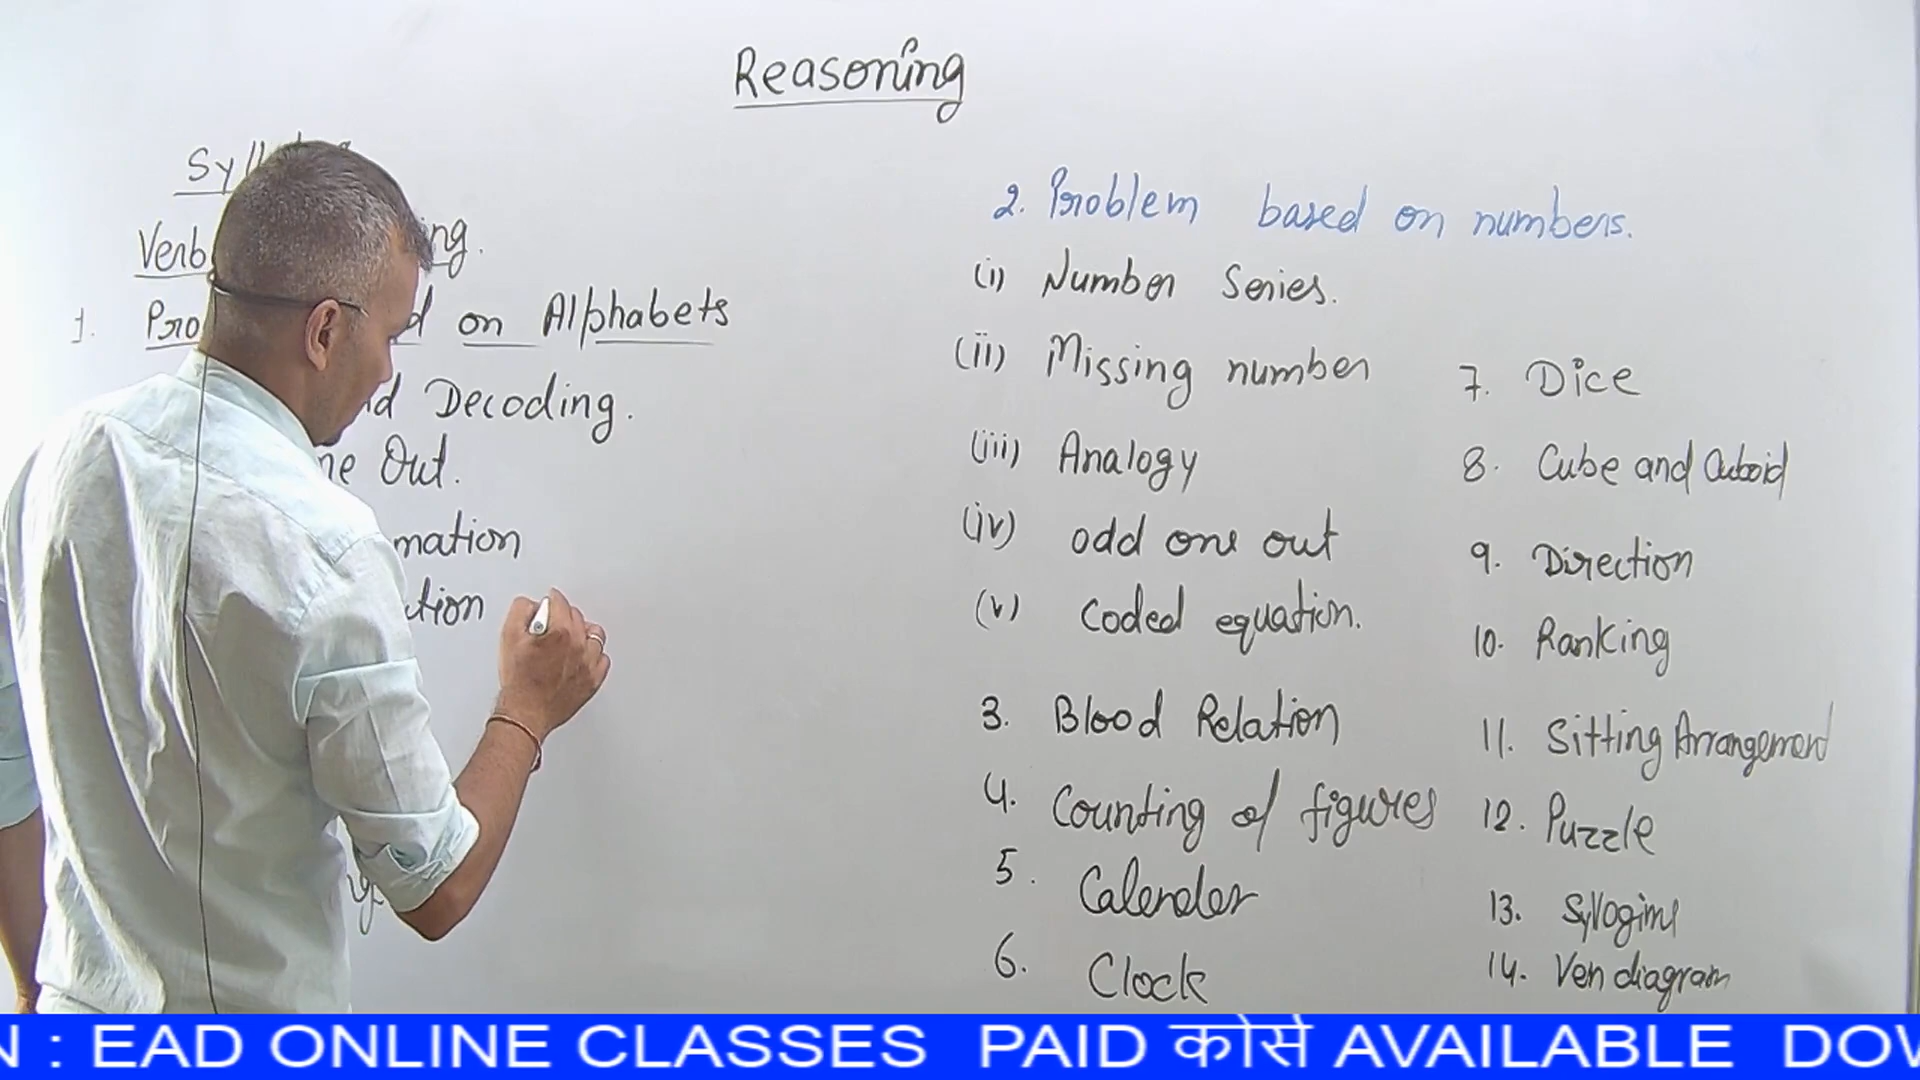 Reasoning
ng.
1.
on Alphabets
Decoding.
Out.
mation
tion
2. Problem based on numbers.
(i) Number Series.
(ii) Missing number
(iii) Analogy
(iv) odd one out
(v) Coded equation.
3. Blood Relation
4. Counting of figures
5. Calender
6. Clock
7. Dice
8. Cube and Cuboid
9. Direction
10. Ranking
11. Sitting Arrangement
12. Puzzle
13.
14. Ven diagram
N : EAD ONLINE CLASSES PAID कोर्स AVAILABLE DOW